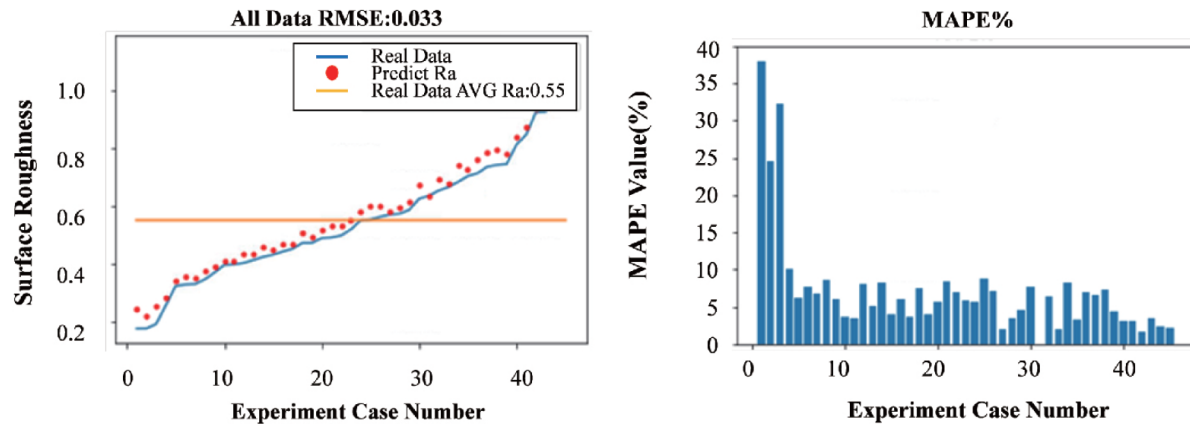 All Data RMSE:0.033
Real Data
Predict Ra
Real Data AVG Ra:0.55
Surface Roughness
1.0
0.8
0.6
0.4
0.2
0
10
20
30
40
Experiment Case Number
MAPE%
MAPE Value(%)
40
35
30
25
20
15
10
5
0
0
10
20
30
40
Experiment Case Number